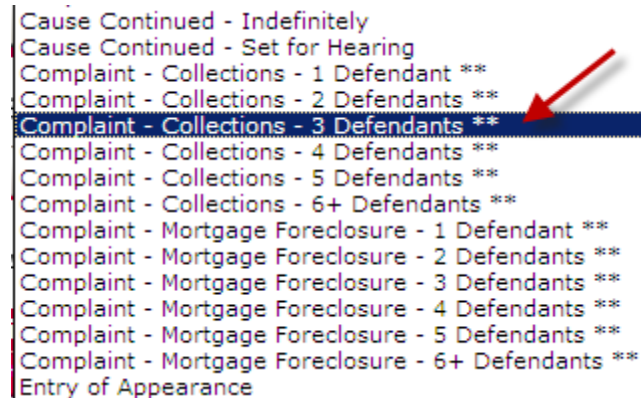 Cause Continued - Indefinitely
Cause Continued - Set for Hearing
Complaint - Collections - 1 Defendant **
Complaint - Collections - 2 Defendants **
Complaint - Collections - 3 Defendants **
Complaint - Collections - 4 Defendants **
Complaint - Collections - 5 Defendants **
Complaint - Collections - 6+ Defendants **
Complaint - Mortgage Foreclosure - 1 Defendant **
Complaint - Mortgage Foreclosure - 2 Defendants **
Complaint - Mortgage Foreclosure - 3 Defendants **
Complaint - Mortgage Foreclosure - 4 Defendants **
Complaint - Mortgage Foreclosure - 5 Defendants **
Complaint - Mortgage Foreclosure - 6+ Defendants **
Entry of Appearance